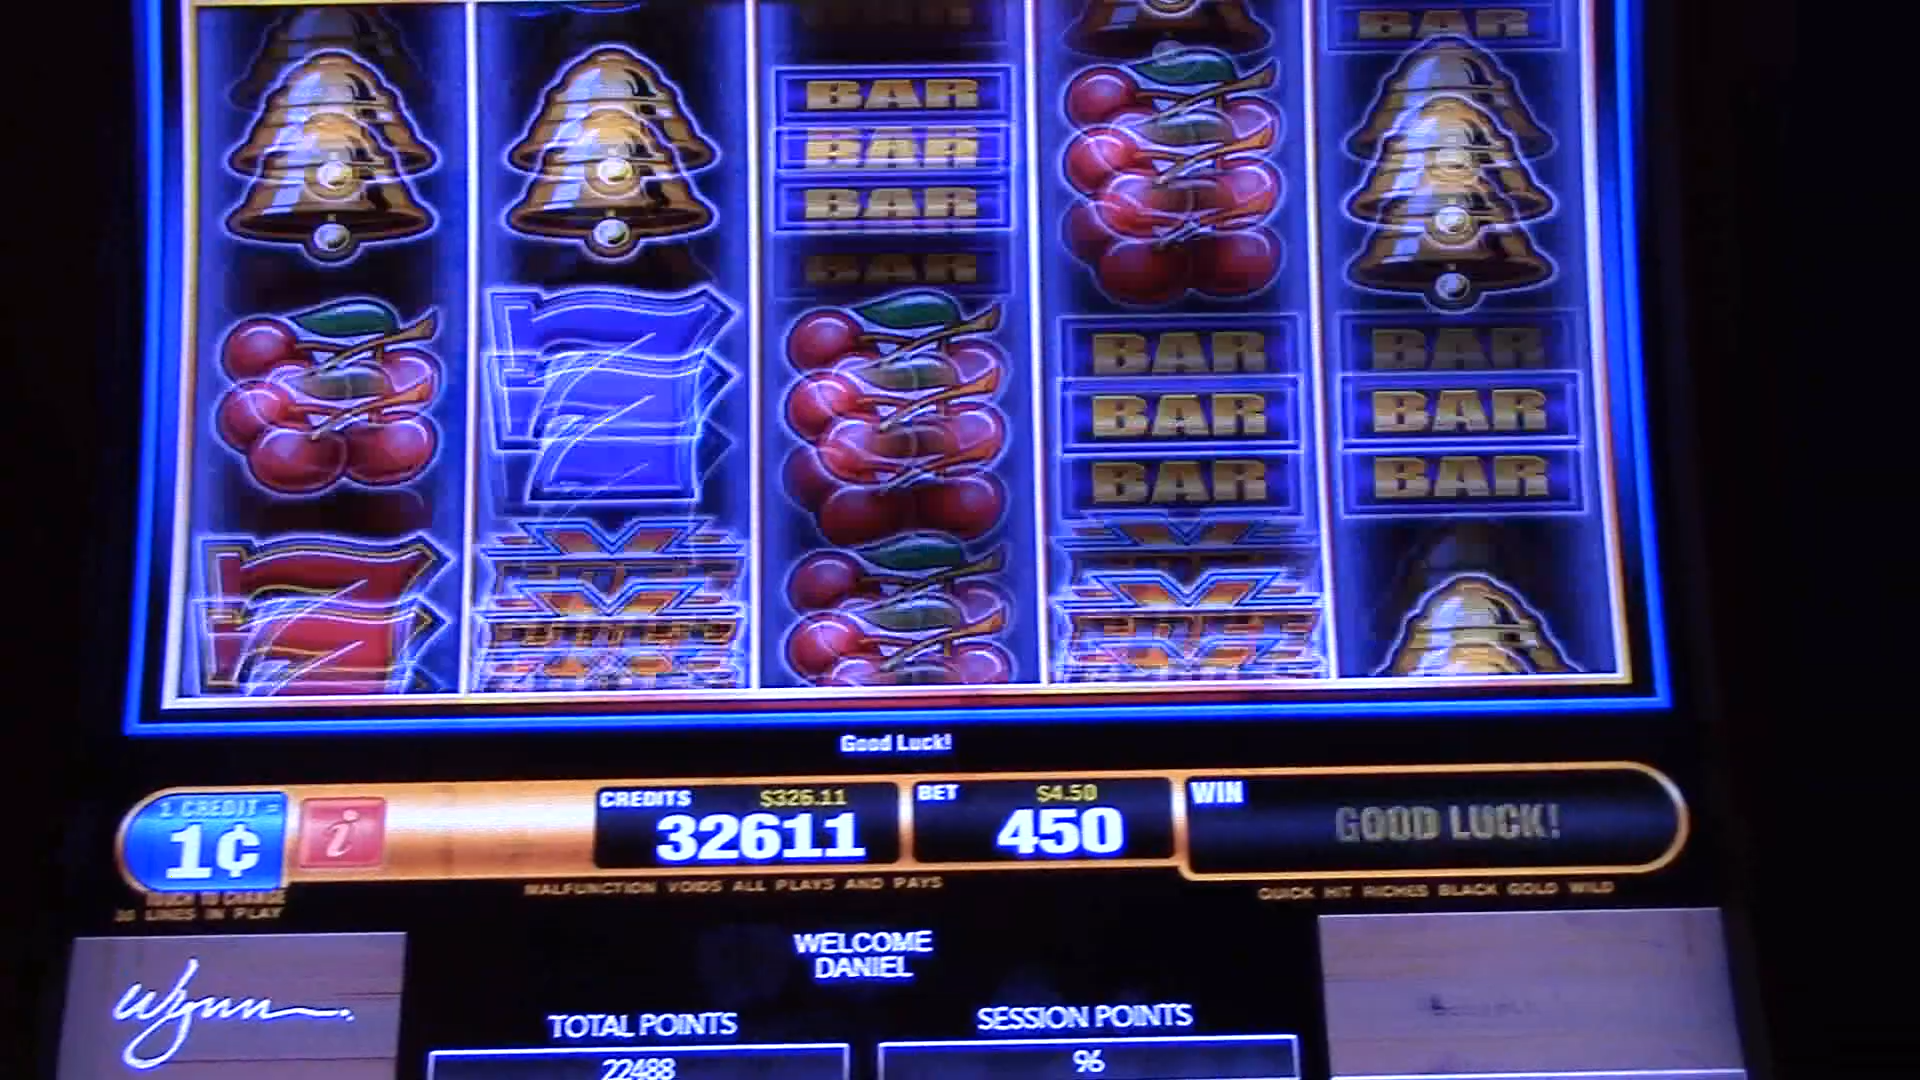 BAR
BAR
BAR
BAR
BAR
BAR
BAR
BAR
BAR
BAR
BAR
Good Luck!
1 CREDIT =
1¢
TOUCH TO CHANGE
30 LINES IN PLAY
i
CREDITS $326.11
32611
BET $4.50
450
WIN
GOOD LUCK!
MALFUNCTION VOIDS ALL PLAYS AND PAYS
QUICK HIT RICHES BLACK GOLD WILD
Wynn.
WELCOME
DANIEL
TOTAL POINTS
22488
SESSION POINTS
96